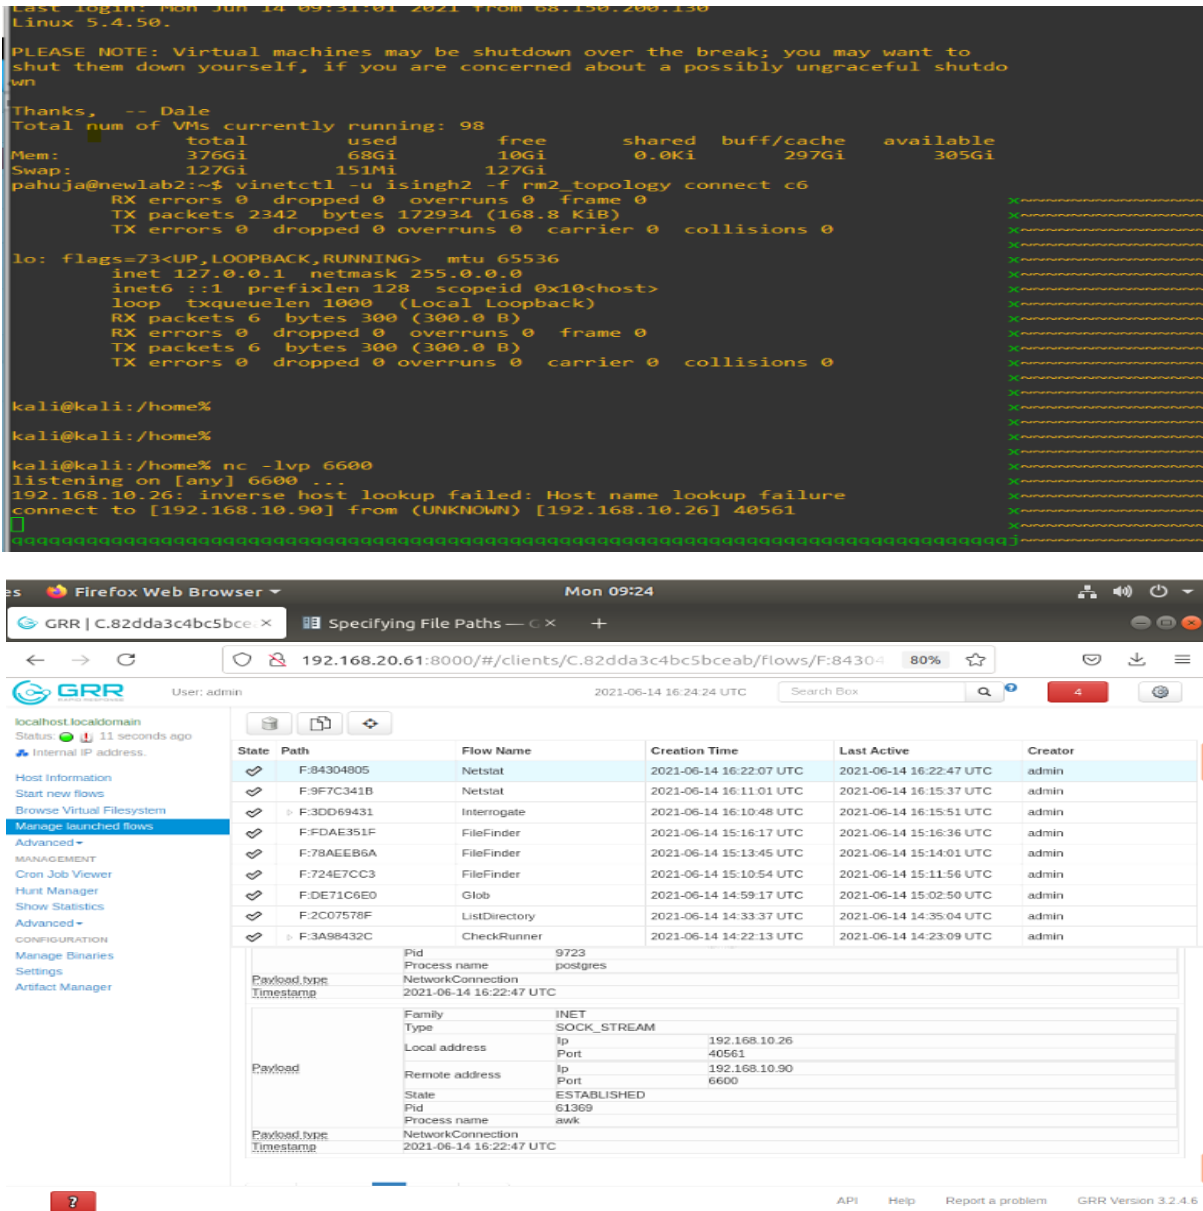 Last login: Mon Jun 14 09:31:01 2021 from 68.150.200.130
Linux 5.4.50.
PLEASE NOTE: Virtual machines may be shutdown over the break; you may want to
shut them down yourself, if you are concerned about a possibly ungraceful shutdo
wn
Thanks, -- Dale
Total num of VMs currently running: 98
total used free shared buff/cache available
Mem: 376Gi 68Gi 10Gi 0.0Ki 297Gi 305Gi
Swap: 127Gi 151Mi 127Gi
pahuja@newlab2:~$ vinetctl -u isingh2 -f rm2_topology connect c6
RX errors 0 dropped 0 overruns 0 frame 0
TX packets 2342 bytes 172934 (168.8 KiB)
TX errors 0 dropped 0 overruns 0 carrier 0 collisions 0
lo: flags=73<UP,LOOPBACK,RUNNING> mtu 65536
inet 127.0.0.1 netmask 255.0.0.0
inet6 ::1 prefixlen 128 scopeid 0x10<host>
loop txqueuelen 1000 (Local Loopback)
RX packets 6 bytes 300 (300.0 B)
RX errors 0 dropped 0 overruns 0 frame 0
TX packets 6 bytes 300 (300.0 B)
TX errors 0 dropped 0 overruns 0 carrier 0 collisions 0
kali@kali:/home%
kali@kali:/home%
kali@kali:/home% nc -lvp 6600
listening on [any] 6600 ...
192.168.10.26: inverse host lookup failed: Host name lookup failure
connect to [192.168.10.90] from (UNKNOWN) [192.168.10.26] 40561
es Firefox Web Browser Mon 09:24
GRR | C.82dda3c4bc5bcea × Specifying File Paths — G × +
192.168.20.61:8000/#/clients/C.82dda3c4bc5bceab/flows/F:84304 80%
GRR User: admin 2021-06-14 16:24:24 UTC Search Box 4
localhost.localdomain
Status: 11 seconds ago
Internal IP address.
Host Information
Start new flows
Browse Virtual Filesystem
Manage launched flows
Advanced
MANAGEMENT
Cron Job Viewer
Hunt Manager
Show Statistics
Advanced
CONFIGURATION
Manage Binaries
Settings
Artifact Manager
State Path Flow Name Creation Time Last Active Creator
F:84304805 Netstat 2021-06-14 16:22:07 UTC 2021-06-14 16:22:47 UTC admin
F:9F7C341B Netstat 2021-06-14 16:11:01 UTC 2021-06-14 16:15:37 UTC admin
F:3DD69431 Interrogate 2021-06-14 16:10:48 UTC 2021-06-14 16:15:51 UTC admin
F:FDAE351F FileFinder 2021-06-14 15:16:17 UTC 2021-06-14 15:16:36 UTC admin
F:78AEEB6A FileFinder 2021-06-14 15:13:45 UTC 2021-06-14 15:14:01 UTC admin
F:724E7CC3 FileFinder 2021-06-14 15:10:54 UTC 2021-06-14 15:11:56 UTC admin
F:DE71C6E0 Glob 2021-06-14 14:59:17 UTC 2021-06-14 15:02:50 UTC admin
F:2C07578F ListDirectory 2021-06-14 14:33:37 UTC 2021-06-14 14:35:04 UTC admin
F:3A98432C CheckRunner 2021-06-14 14:22:13 UTC 2021-06-14 14:23:09 UTC admin
Pid 9723
Process name postgres
Payload type NetworkConnection
Timestamp 2021-06-14 16:22:47 UTC
Family INET
Type SOCK_STREAM
Local address Ip 192.168.10.26
Port 40561
Payload
Remote address Ip 192.168.10.90
Port 6600
State ESTABLISHED
Pid 61369
Process name awk
Payload type NetworkConnection
Timestamp 2021-06-14 16:22:47 UTC
? API Help Report a problem GRR Version 3.2.4.6